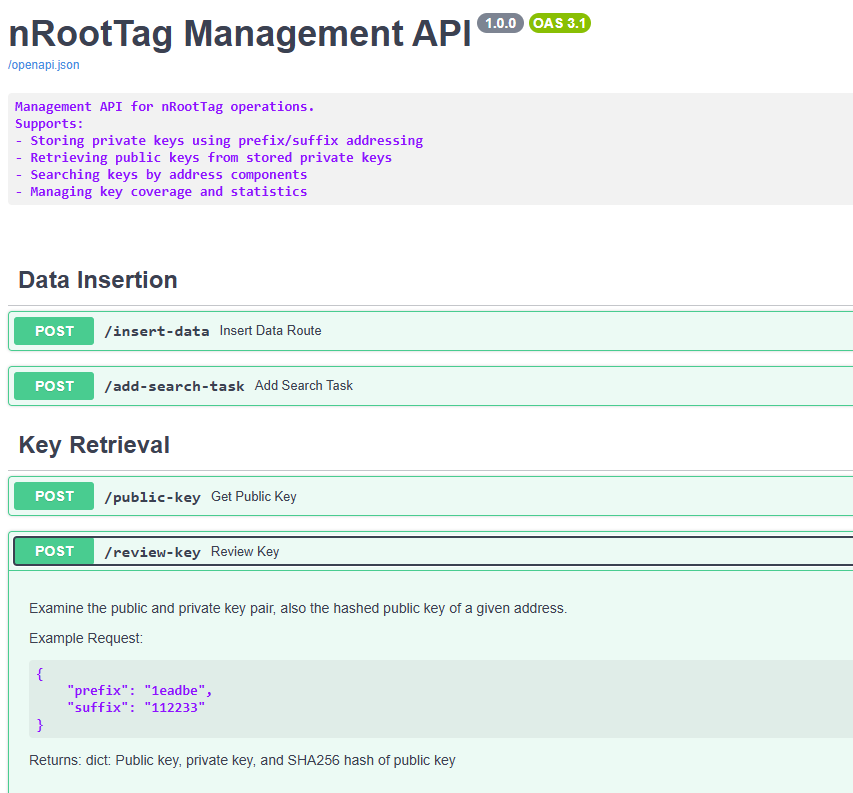 nRootTag Management API 1.0.0 OAS 3.1
/openapi.json
Management API for nRootTag operations.
Supports:
- Storing private keys using prefix/suffix addressing
- Retrieving public keys from stored private keys
- Searching keys by address components
- Managing key coverage and statistics
Data Insertion
POST /insert-data Insert Data Route
POST /add-search-task Add Search Task
Key Retrieval
POST /public-key Get Public Key
POST /review-key Review Key
Examine the public and private key pair, also the hashed public key of a given address.
Example Request:
{
"prefix": "1eadbe",
"suffix": "112233"
}
Returns: dict: Public key, private key, and SHA256 hash of public key